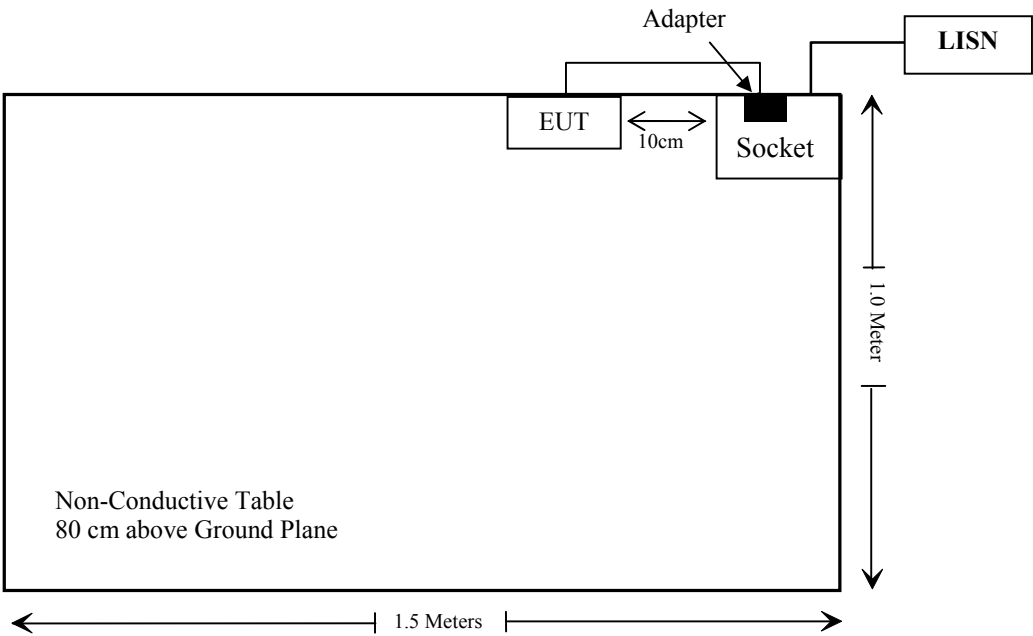 Adapter
LISN
EUT
10cm
Socket
1.0 Meter
Non-Conductive Table
80 cm above Ground Plane
1.5 Meters